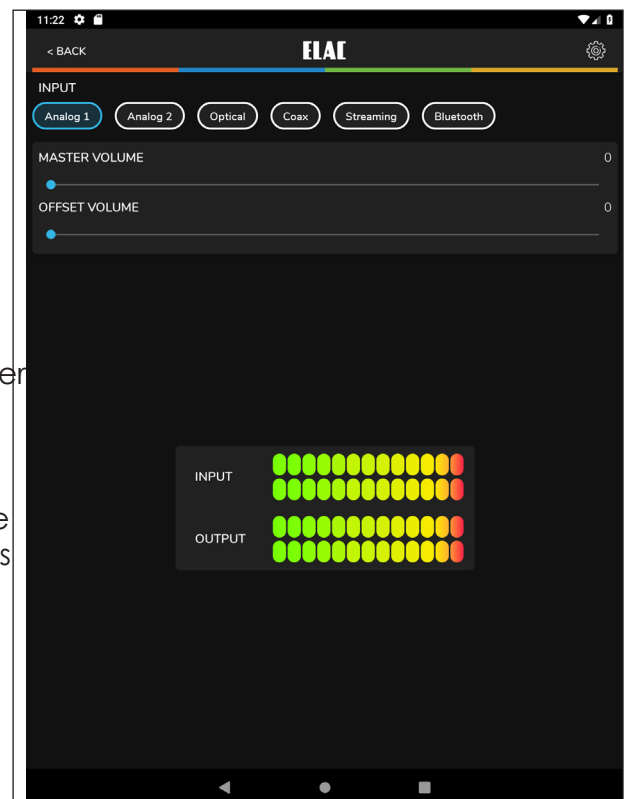 11:22
< BACK
ELAC
INPUT
Analog 1 Analog 2 Optical Coax Streaming Bluetooth
MASTER VOLUME 0
OFFSET VOLUME 0
er
INPUT
e
s
OUTPUT